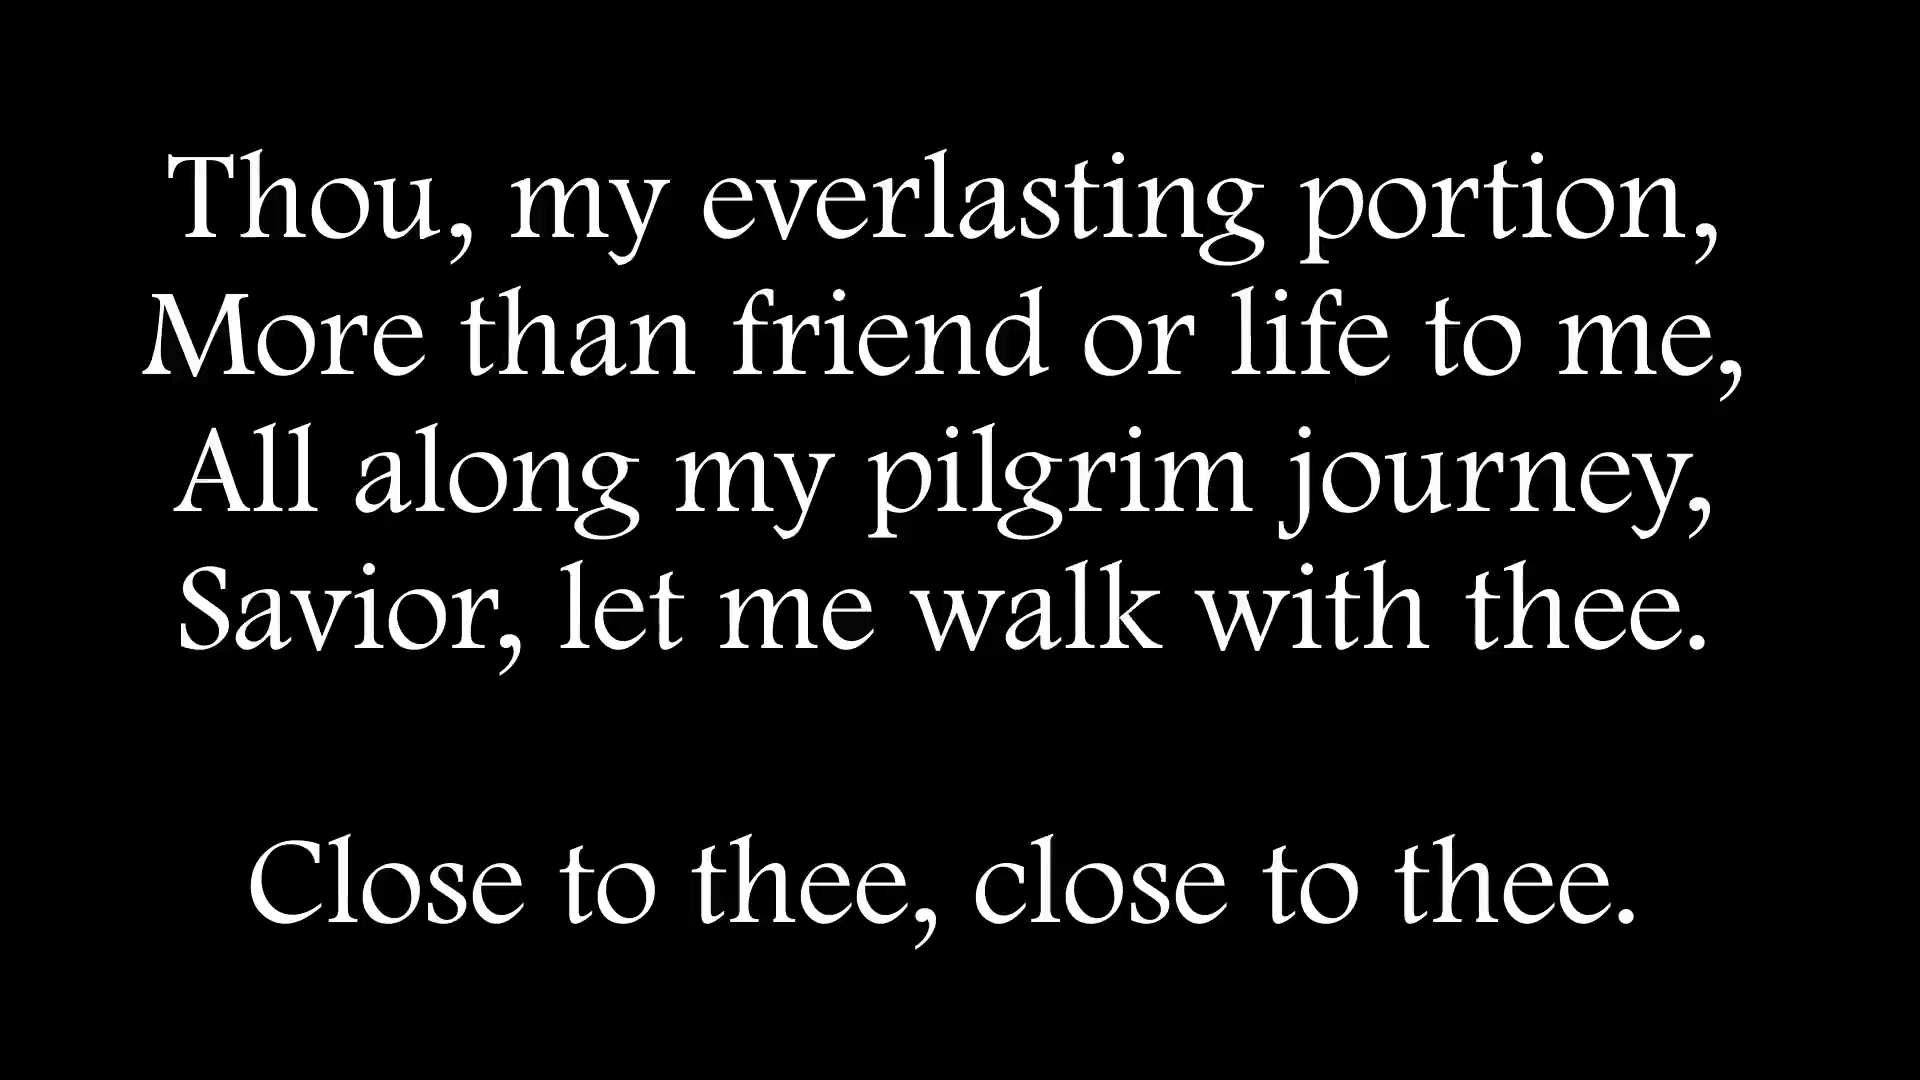 Thou, my everlasting portion,
More than friend or life to me,
All along my pilgrim journey,
Savior, let me walk with thee.
Close to thee, close to thee.